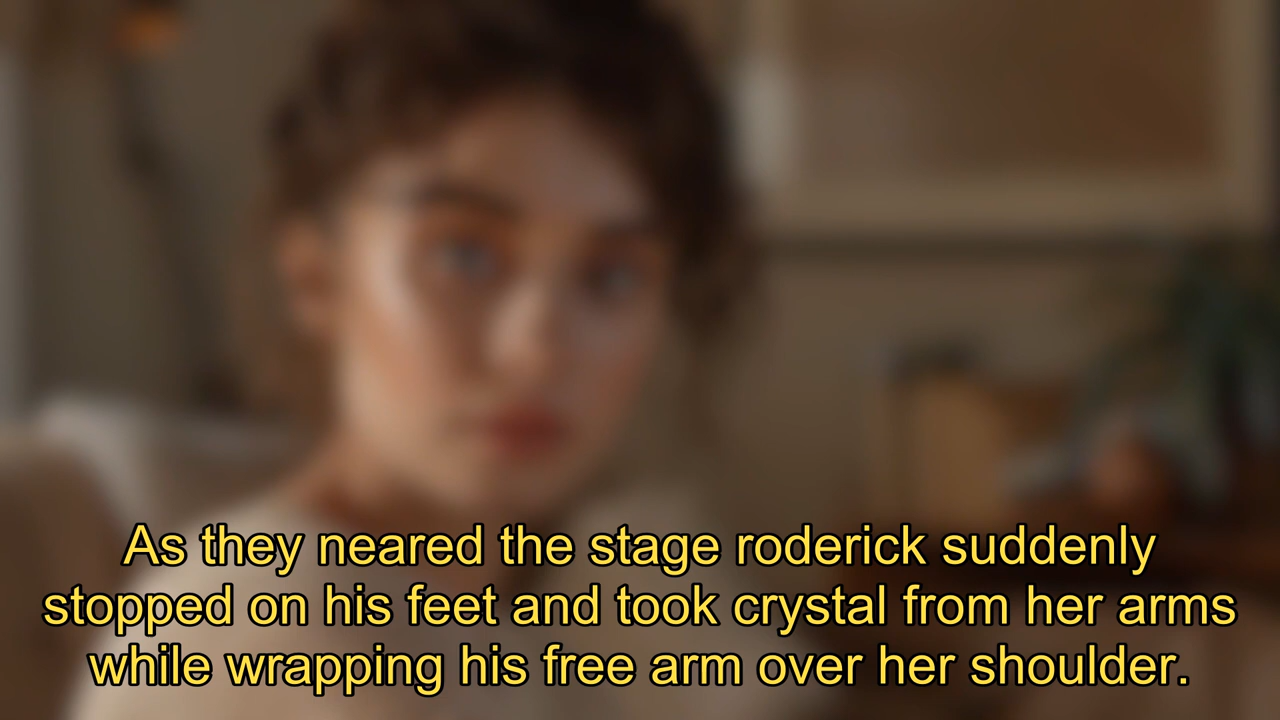 As they neared the stage roderick suddenly
stopped on his feet and took crystal from her arms
while wrapping his free arm over her shoulder.